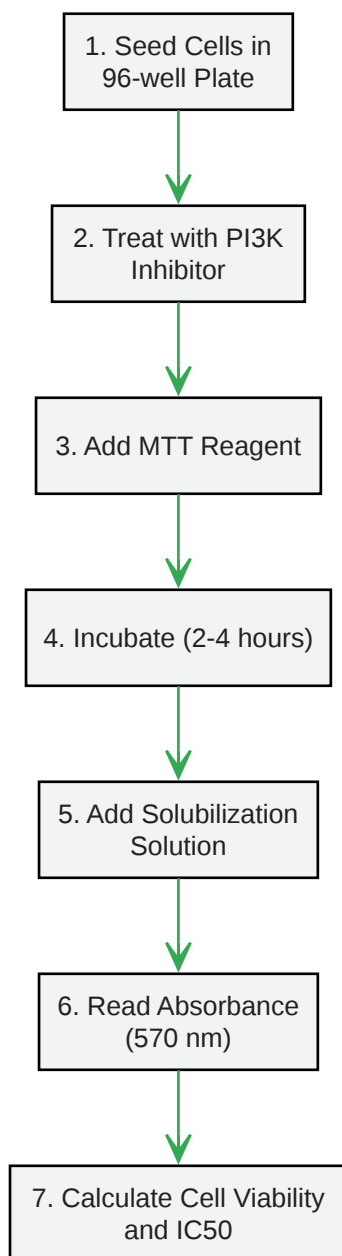 1. Seed Cells in
96-well Plate
2. Treat with PI3K
Inhibitor
3. Add MTT Reagent
4. Incubate (2-4 hours)
5. Add Solubilization
Solution
6. Read Absorbance
(570 nm)
7. Calculate Cell Viability
and IC50